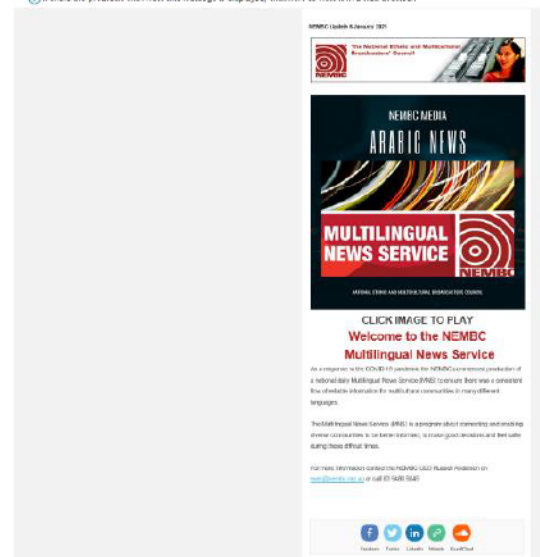 NEMBC Update 6 January 2021
The National Ethnic and Multicultural
Broadcasters' Council
NEMBC
NEMBC MEDIA
ARABIC NEWS
MULTILINGUAL
NEWS SERVICE
NEMBC
NATIONAL ETHNIC AND MULTICULTURAL BROADCASTERS COUNCIL
CLICK IMAGE TO PLAY
Welcome to the NEMBC
Multilingual News Service
As a response to the COVID-19 pandemic the NEMBC commenced production of
a national daily Multilingual News Service (MNS) to ensure there was a consistent
flow of reliable information for multicultural communities in many different
languages.
The Multilingual News Service (MNS) is a program about connecting and enabling
diverse communities to be better informed, to make good decisions and feel safer
during these difficult times.
For more information contact the NEMBC CEO Russell Anderson on
or call
Facebook Twitter LinkedIn Website SoundCloud